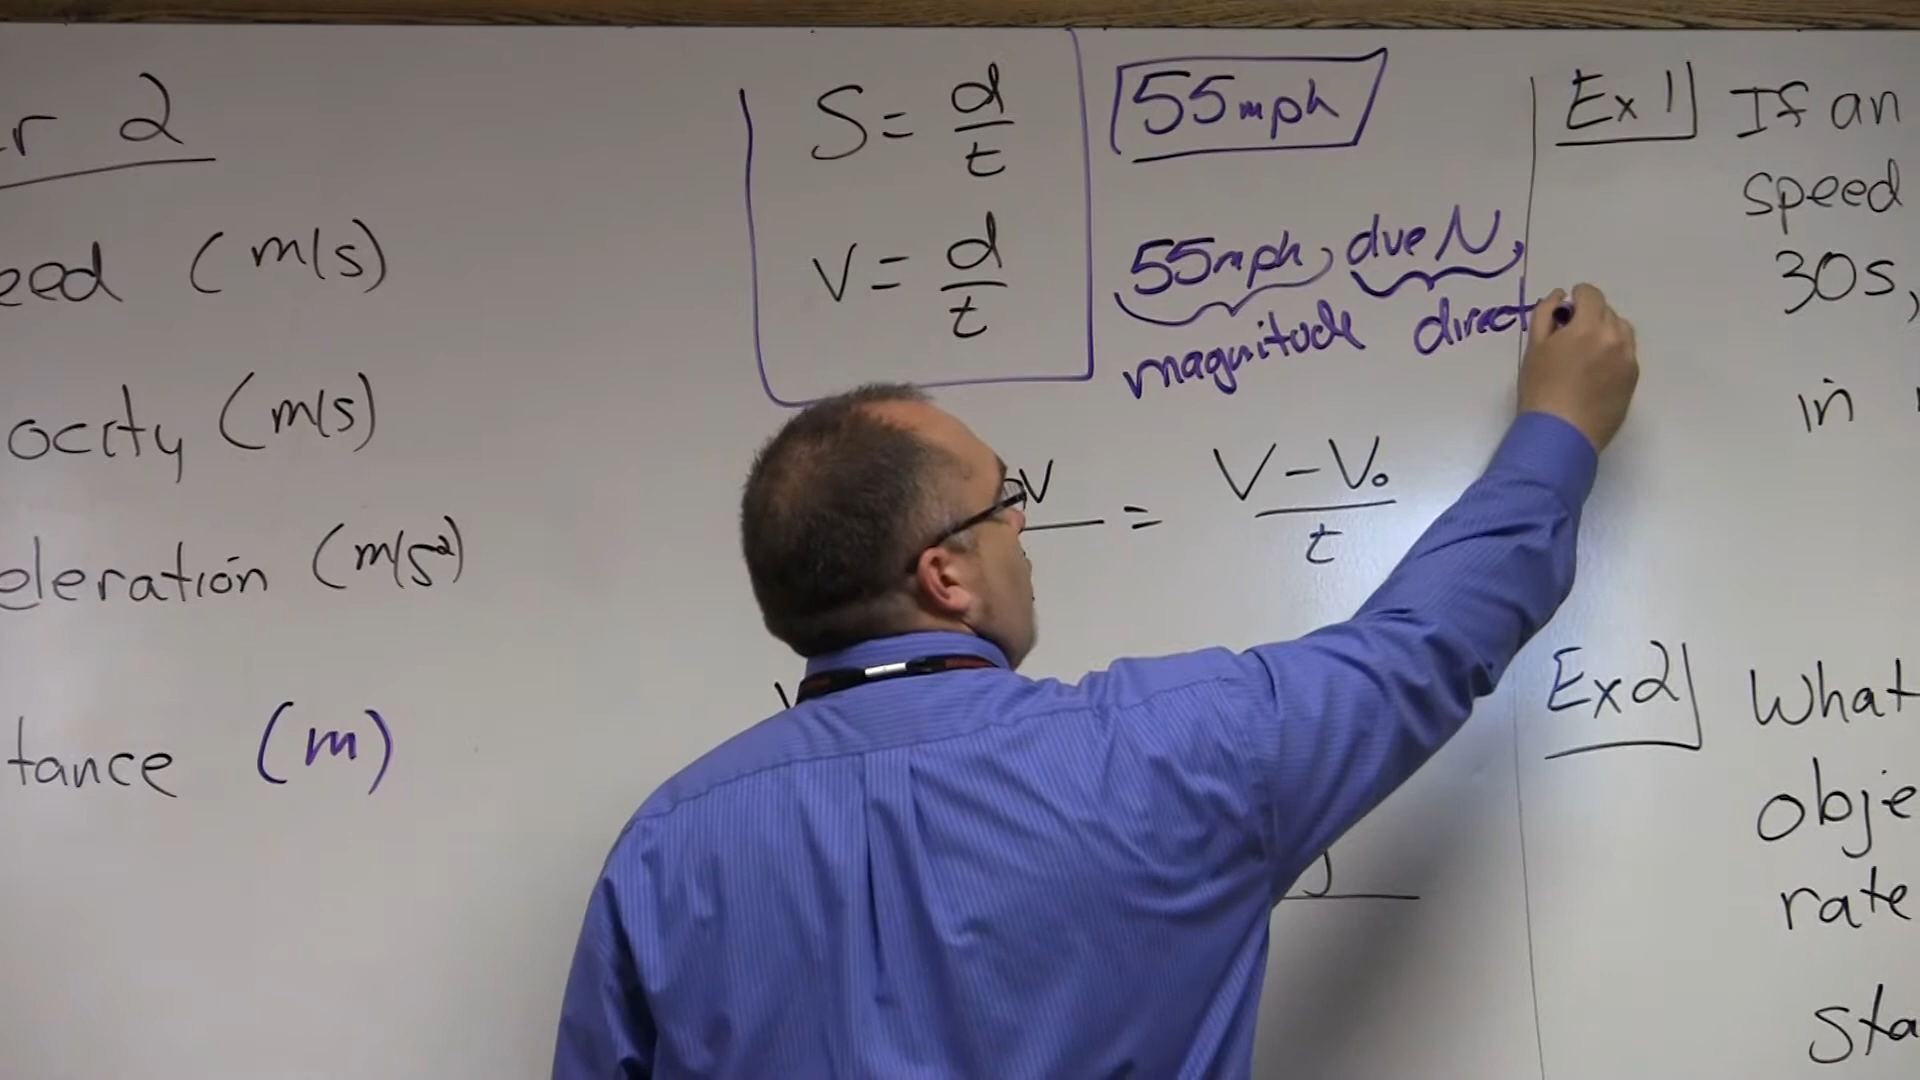 r 2
eed (m/s)
ocity (m/s)
eleration (m/s²)
tance (m)
S = d/t
V = d/t
55mph
55mph, due N,
magnitude direct
V = V - V₀ / t
Ex 1 If an
speed
30s,
in
Ex 2 What
obje
rate
sta